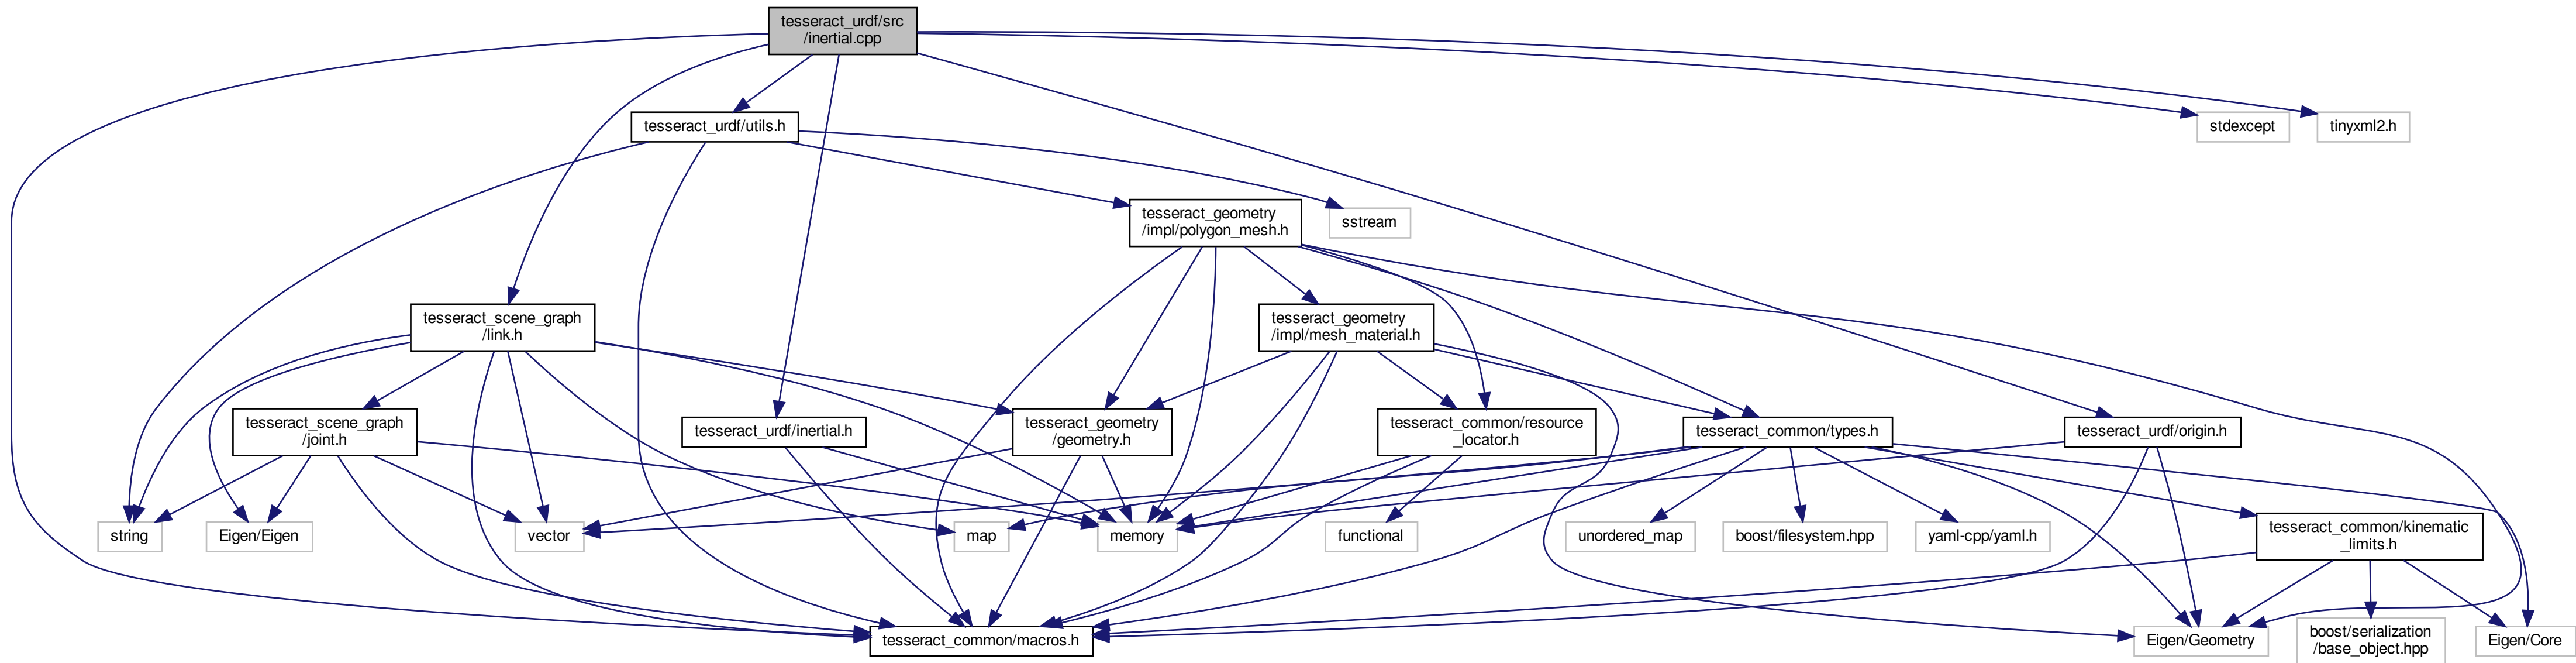 tesseract_urdf/src
/inertial.cpp
tesseract_urdf/utils.h
stdexcept
tinyxml2.h
tesseract_geometry
/impl/polygon_mesh.h
sstream
tesseract_scene_graph
/link.h
tesseract_geometry
/impl/mesh_material.h
tesseract_scene_graph
/joint.h
tesseract_urdf/inertial.h
tesseract_geometry
/geometry.h
tesseract_common/resource
_locator.h
tesseract_common/types.h
tesseract_urdf/origin.h
string
Eigen/Eigen
vector
map
memory
functional
unordered_map
boost/filesystem.hpp
yaml-cpp/yaml.h
tesseract_common/kinematic
_limits.h
tesseract_common/macros.h
Eigen/Geometry
boost/serialization
/base_object.hpp
Eigen/Core